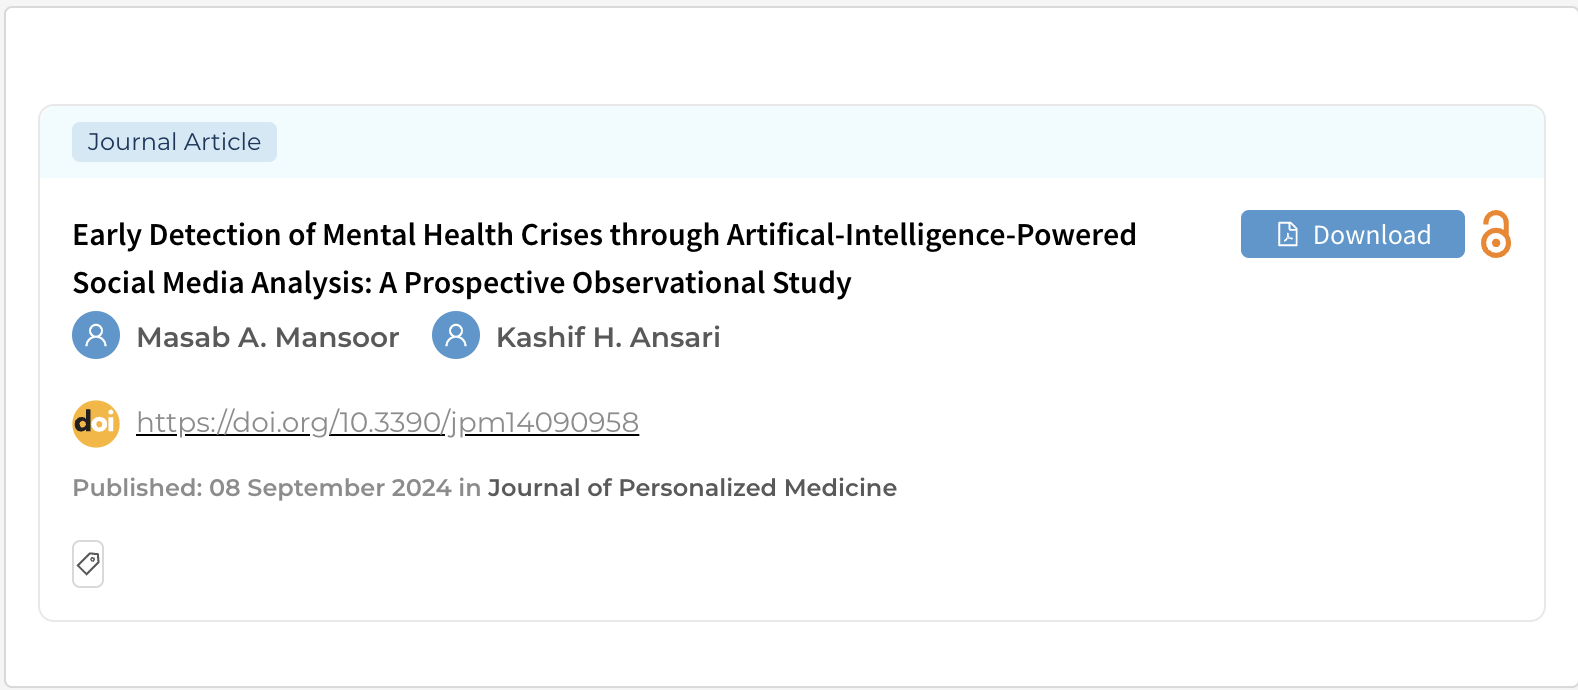 Journal Article
Early Detection of Mental Health Crises through Artifical-Intelligence-Powered
Social Media Analysis: A Prospective Observational Study
Download
Masab A. Mansoor Kashif H. Ansari
doi https://doi.org/10.3390/jpm14090958
Published: 08 September 2024 in Journal of Personalized Medicine